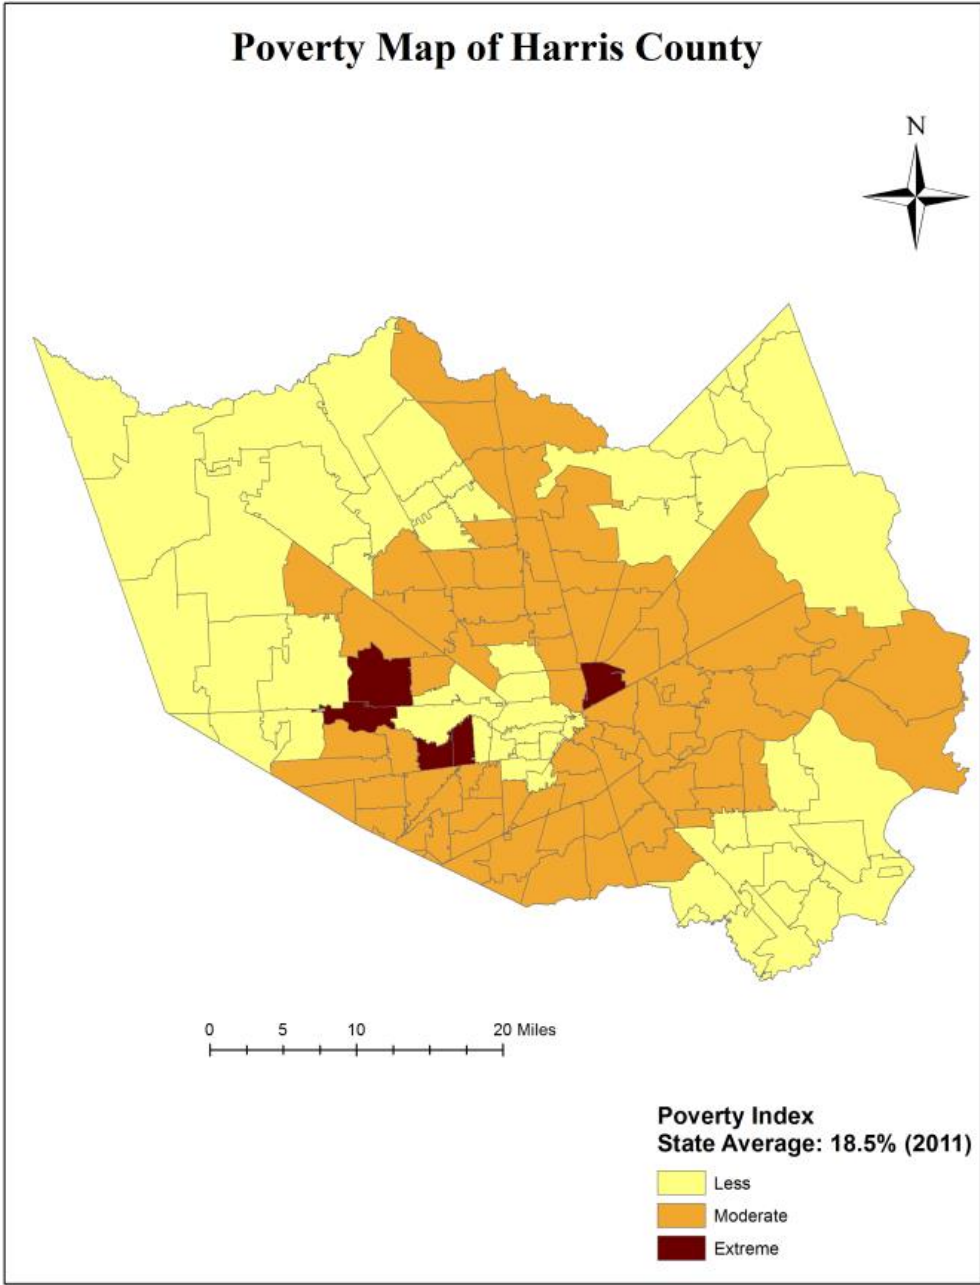 Poverty Map of Harris County
N
0 5 10 20 Miles
Poverty Index
State Average: 18.5% (2011)
Less
Moderate
Extreme